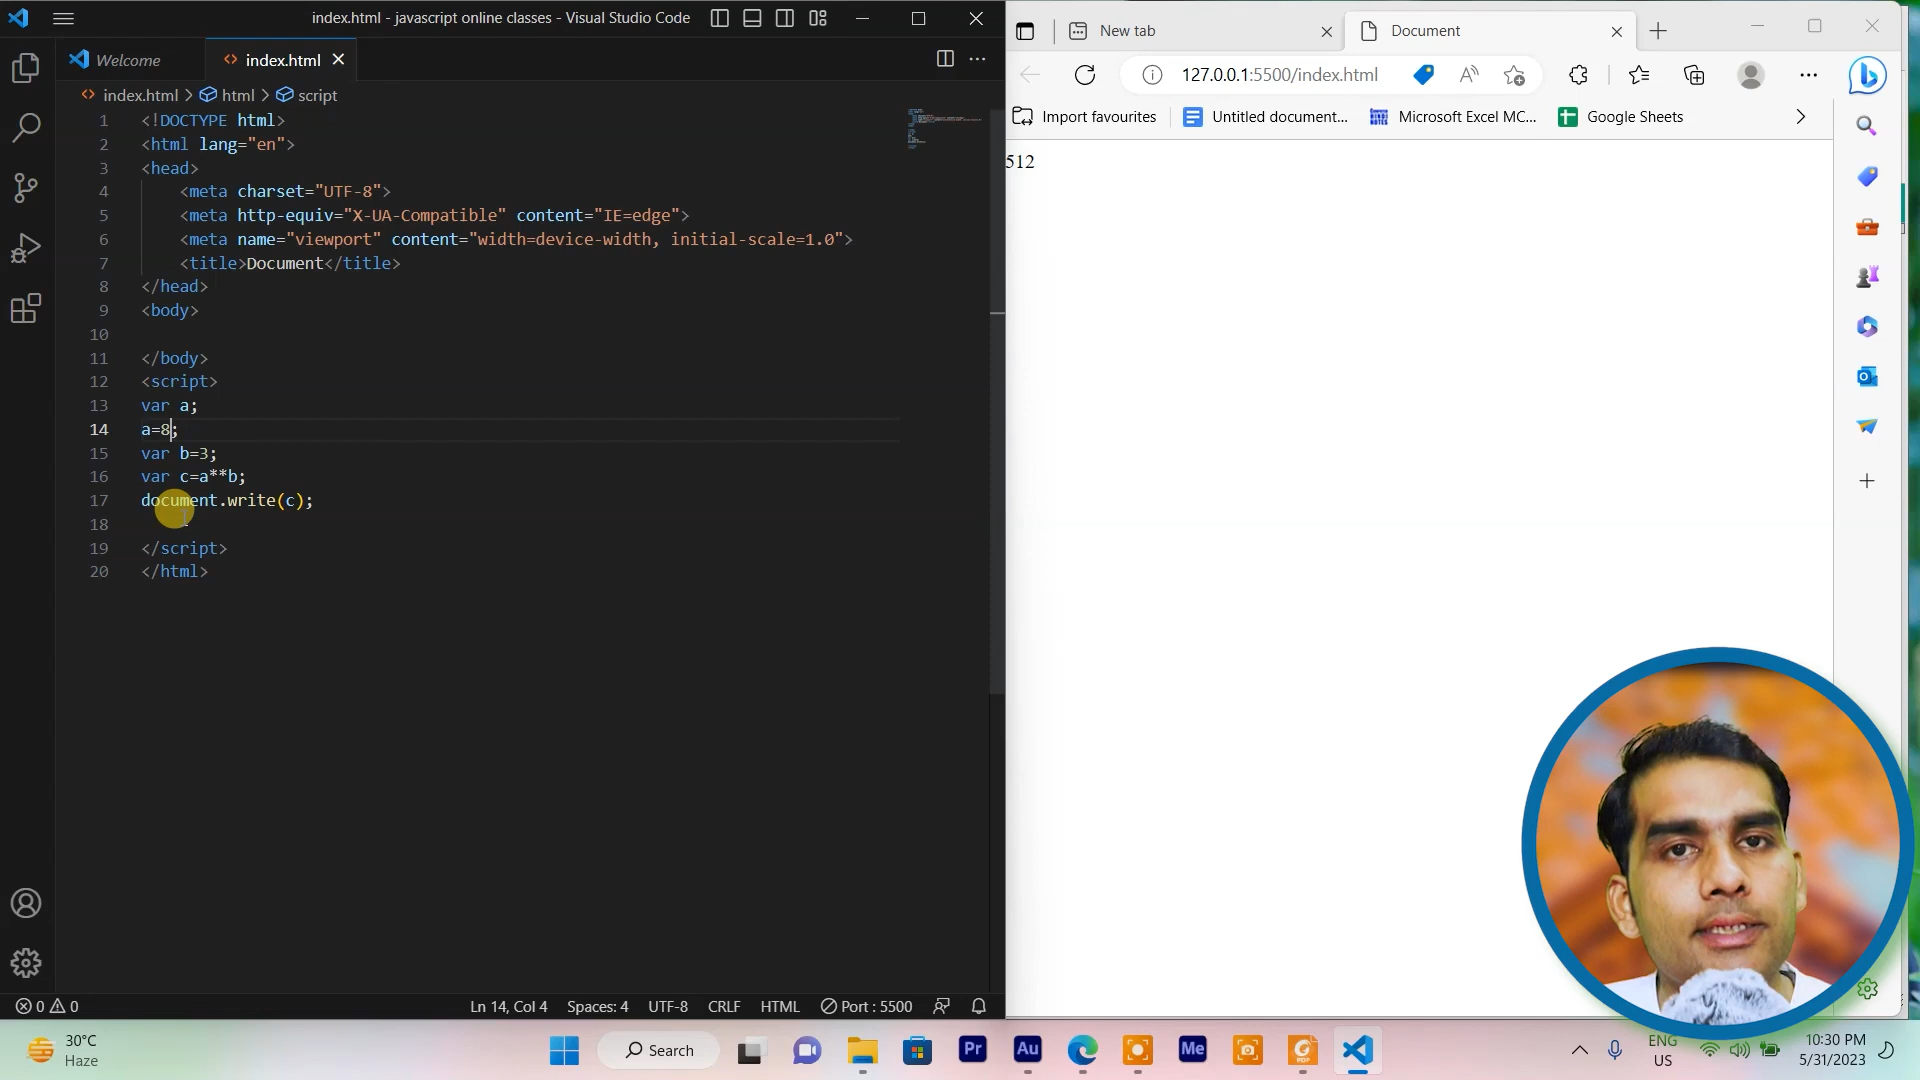 index.html - javascript online classes - Visual Studio Code
Welcome
index.html
index.html > html > script
1 <!DOCTYPE html>
2 <html lang="en">
3 <head>
4 <meta charset="UTF-8">
5 <meta http-equiv="X-UA-Compatible" content="IE=edge">
6 <meta name="viewport" content="width=device-width, initial-scale=1.0">
7 <title>Document</title>
8 </head>
9 <body>
10
11 </body>
12 <script>
13 var a;
14 a=8;
15 var b=3;
16 var c=a**b;
17 document.write(c);
18
19 </script>
20 </html>
0 0
Ln 14, Col 4 Spaces: 4 UTF-8 CRLF HTML Port : 5500
New tab
Document
127.0.0.1:5500/index.html
Import favourites
Untitled document...
Microsoft Excel MC...
Google Sheets
512
30°C
Haze
Search
Pr
Au
Me
PDF
ENG
US
10:30 PM
5/31/2023